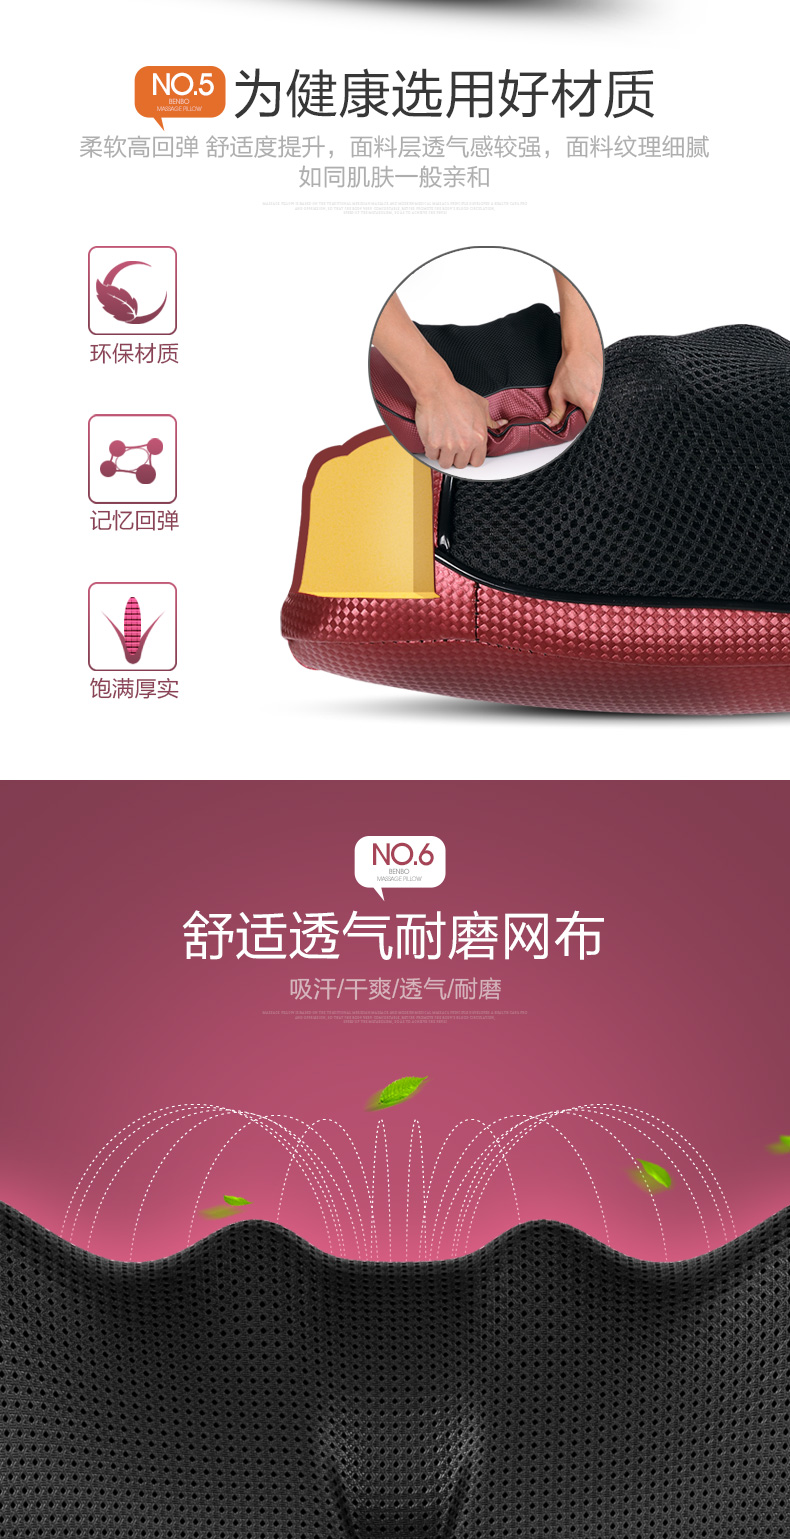 NO.5
BENBO
MASSAGE PILLOW
为健康选用好材质
柔软高回弹 舒适度提升，面料层透气感较强，面料纹理细腻
如同肌肤一般亲和
环保材质
记忆回弹
饱满厚实
NO.6
BENBO
MASSAGE PILLOW
舒适透气耐磨网布
吸汗/干爽/透气/耐磨